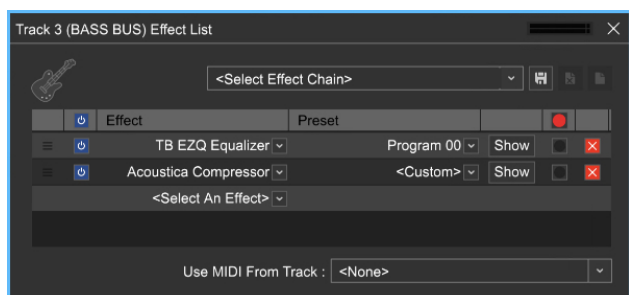 Track 3 (BASS BUS) Effect List
<Select Effect Chain>
Effect Preset
TB EZQ Equalizer Program 00 Show
Acoustica Compressor <Custom> Show
<Select An Effect>
Use MIDI From Track : <None>